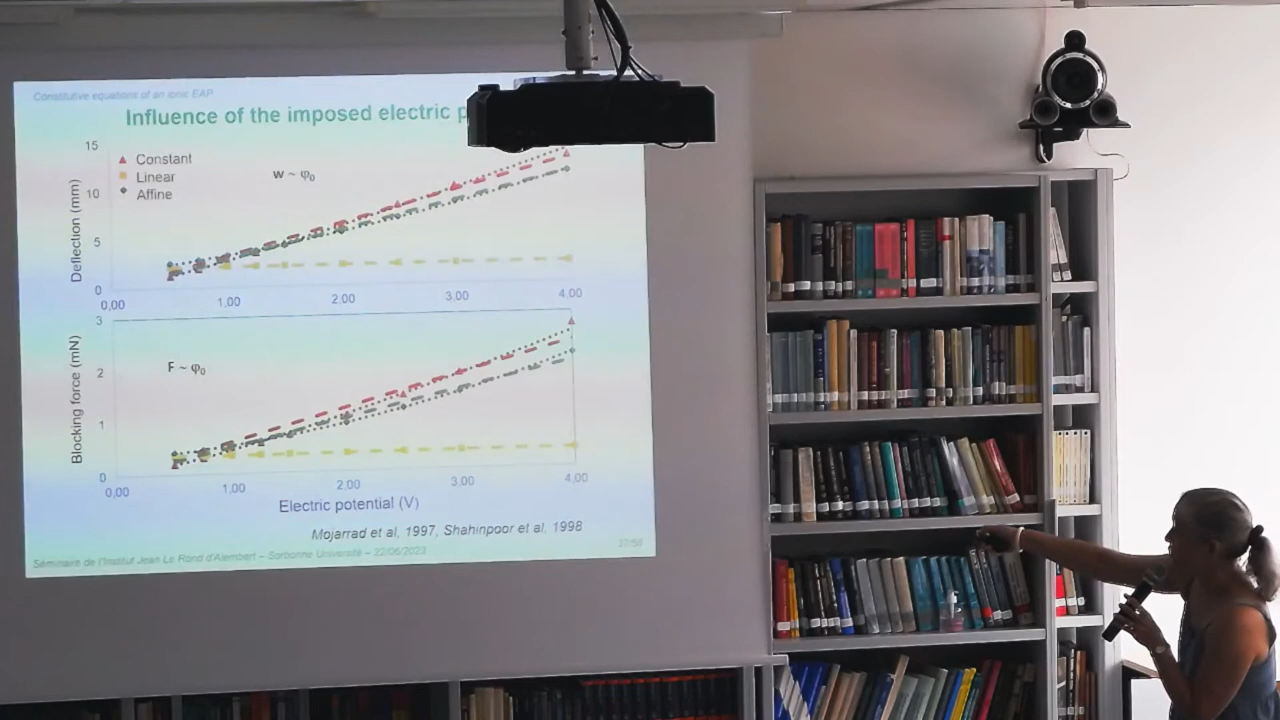 Constitutive equations of an ionic EAP
Influence of the imposed electric p
15
Constant
Linear
Affine
w ~ φ₀
10
Deflection (mm)
5
0
0,00 1,00 2,00 3,00 4,00
3
F ~ φ₀
2
Blocking force (mN)
1
0
0,00 1,00 2,00 3,00 4,00
Electric potential (V)
Mojarrad et al, 1997, Shahinpoor et al, 1998
Séminaire de l'Institut Jean Le Rond d'Alembert – Sorbonne Université – 22/06/2023